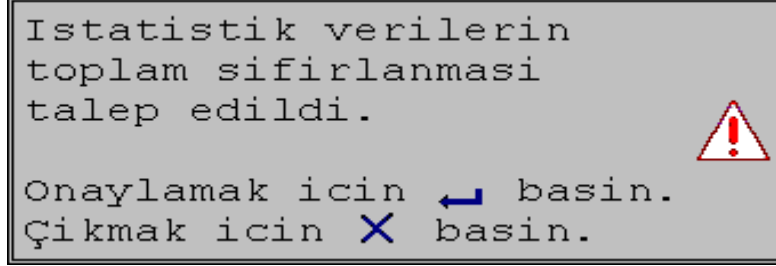 Istatistik verilerin
toplam sifirlanmasi
talep edildi.
Onaylamak icin ↵ basin.
Çikmak icin X basin.